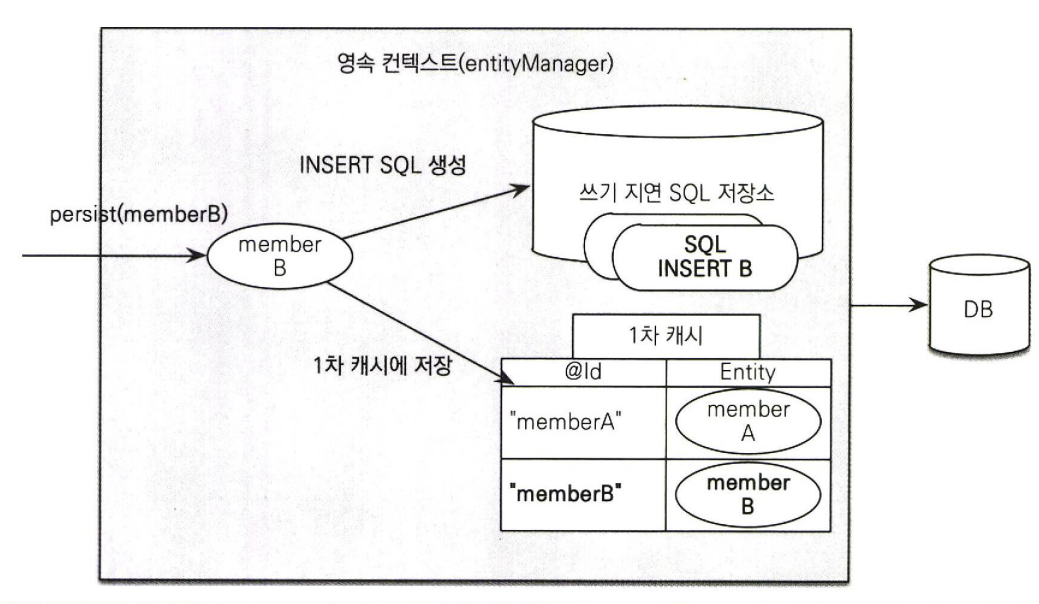 영속 컨텍스트(entityManager)
INSERT SQL 생성
쓰기 지연 SQL 저장소
persist(memberB)
member
B
SQL
INSERT B
DB
1차 캐시
1차 캐시에 저장
@Id
Entity
"memberA"
member
A
"memberB"
member
B